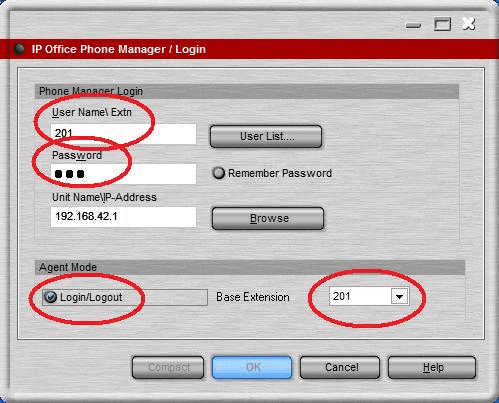 IP Office Phone Manager / Login
Phone Manager Login
User Name\ Extn
201
User List....
Password
Remember Password
Unit Name\IP-Address
192.168.42.1
Browse
Agent Mode
Login/Logout
Base Extension
201
Compact
OK
Cancel
Help